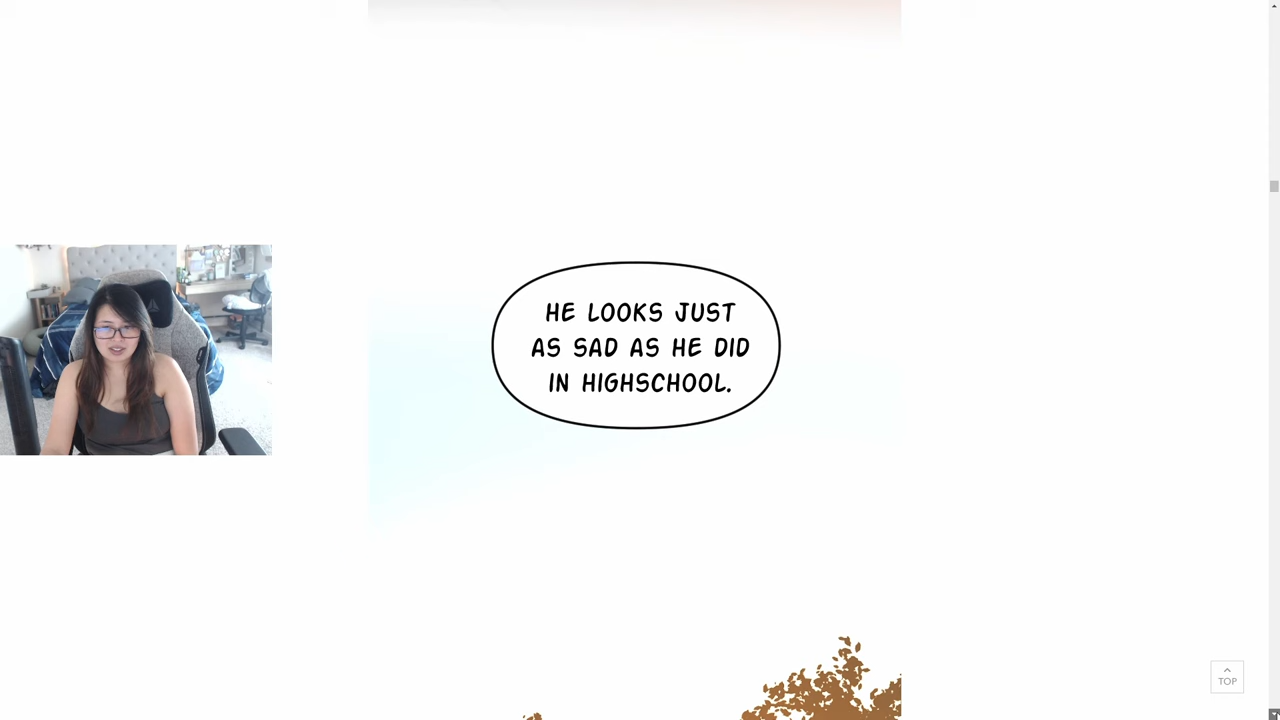 HE LOOKS JUST
AS SAD AS HE DID
IN HIGHSCHOOL.
TOP